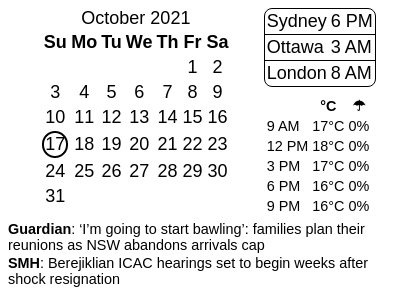 October 2021
Su Mo Tu We Th Fr Sa
1 2
3 4 5 6 7 8 9
10 11 12 13 14 15 16
17 18 19 20 21 22 23
24 25 26 27 28 29 30
31
Sydney 6 PM
Ottawa 3 AM
London 8 AM
°C ☂
9 AM 17°C 0%
12 PM 18°C 0%
3 PM 17°C 0%
6 PM 16°C 0%
9 PM 16°C 0%
Guardian: ‘I’m going to start bawling’: families plan their
reunions as NSW abandons arrivals cap
SMH: Berejiklian ICAC hearings set to begin weeks after
shock resignation